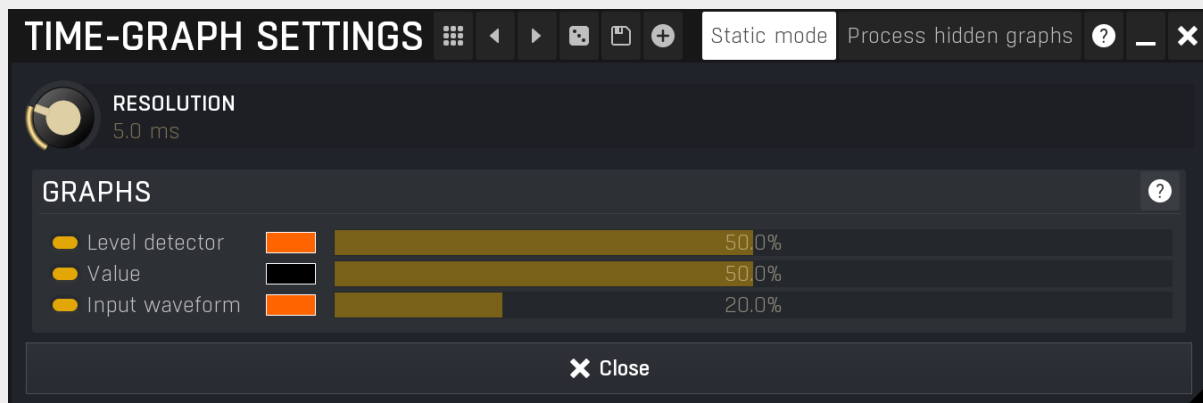 TIME-GRAPH SETTINGS Static mode Process hidden graphs ?
RESOLUTION
5.0 ms
GRAPHS ?
Level detector 50.0%
Value 50.0%
Input waveform 20.0%
Close